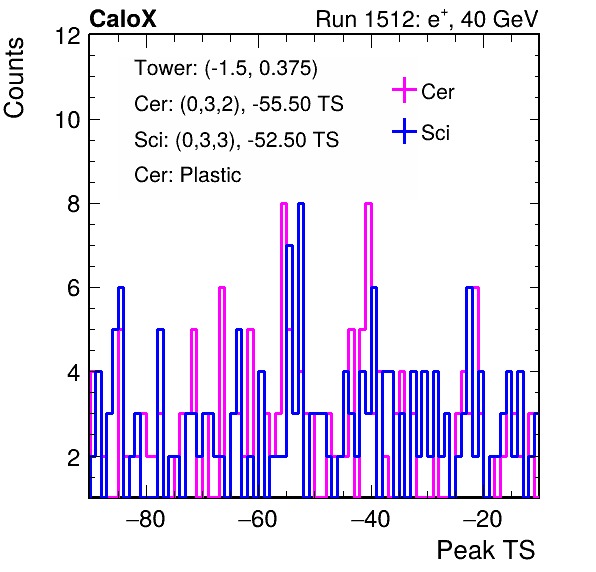 CaloX Run 1512: e+, 40 GeV
Counts
12
10
8
6
4
2
Tower: (-1.5, 0.375)
Cer: (0,3,2), -55.50 TS
Sci: (0,3,3), -52.50 TS
Cer: Plastic
Cer
Sci
−80 −60 −40 −20
Peak TS